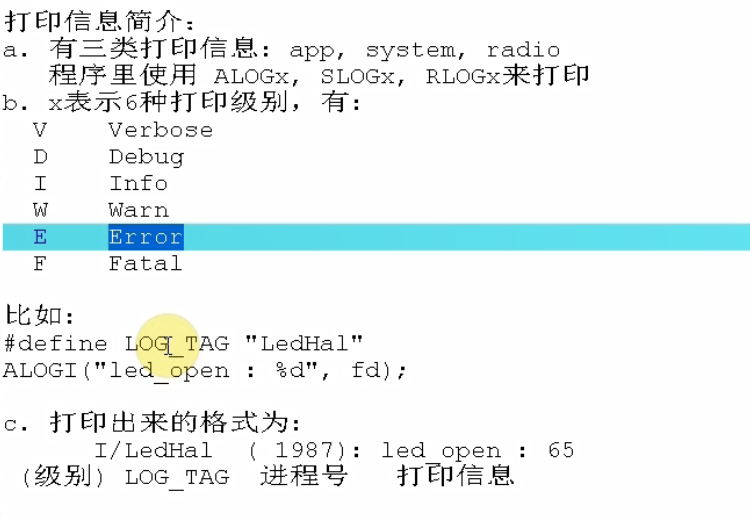 打印信息简介:
a. 有三类打印信息: app, system, radio
程序里使用 ALOGx, SLOGx, RLOGx来打印
b. x表示6种打印级别, 有:
V Verbose
D Debug
I Info
W Warn
E Error
F Fatal
比如:
#define LOG_TAG "LedHal"
ALOGI("led_open : %d", fd);
c. 打印出来的格式为:
I/LedHal ( 1987): led_open : 65
(级别) LOG_TAG 进程号 打印信息